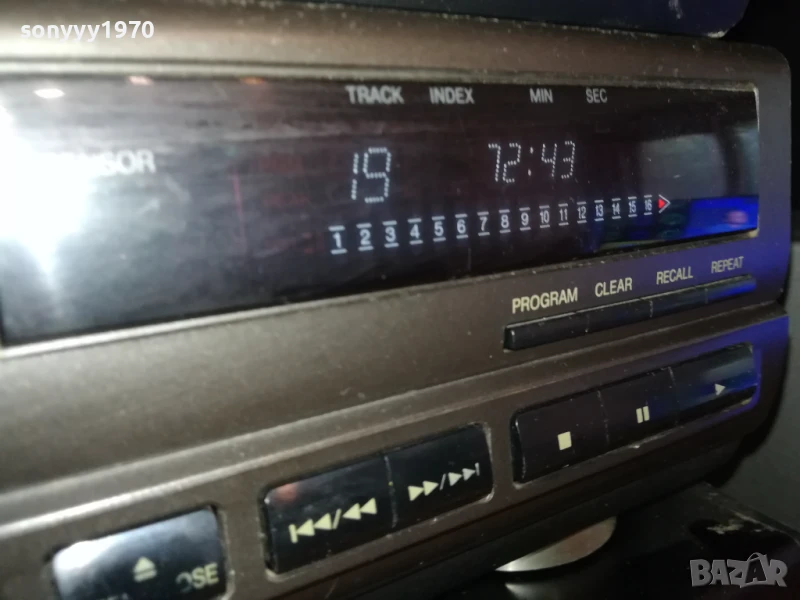 sonyyy1970
TRACK INDEX MIN SEC
19 72:43
1 2 3 4 5 6 7 8 9 10 11 12 13 14 15 16
PROGRAM CLEAR RECALL REPEAT
BAZAR